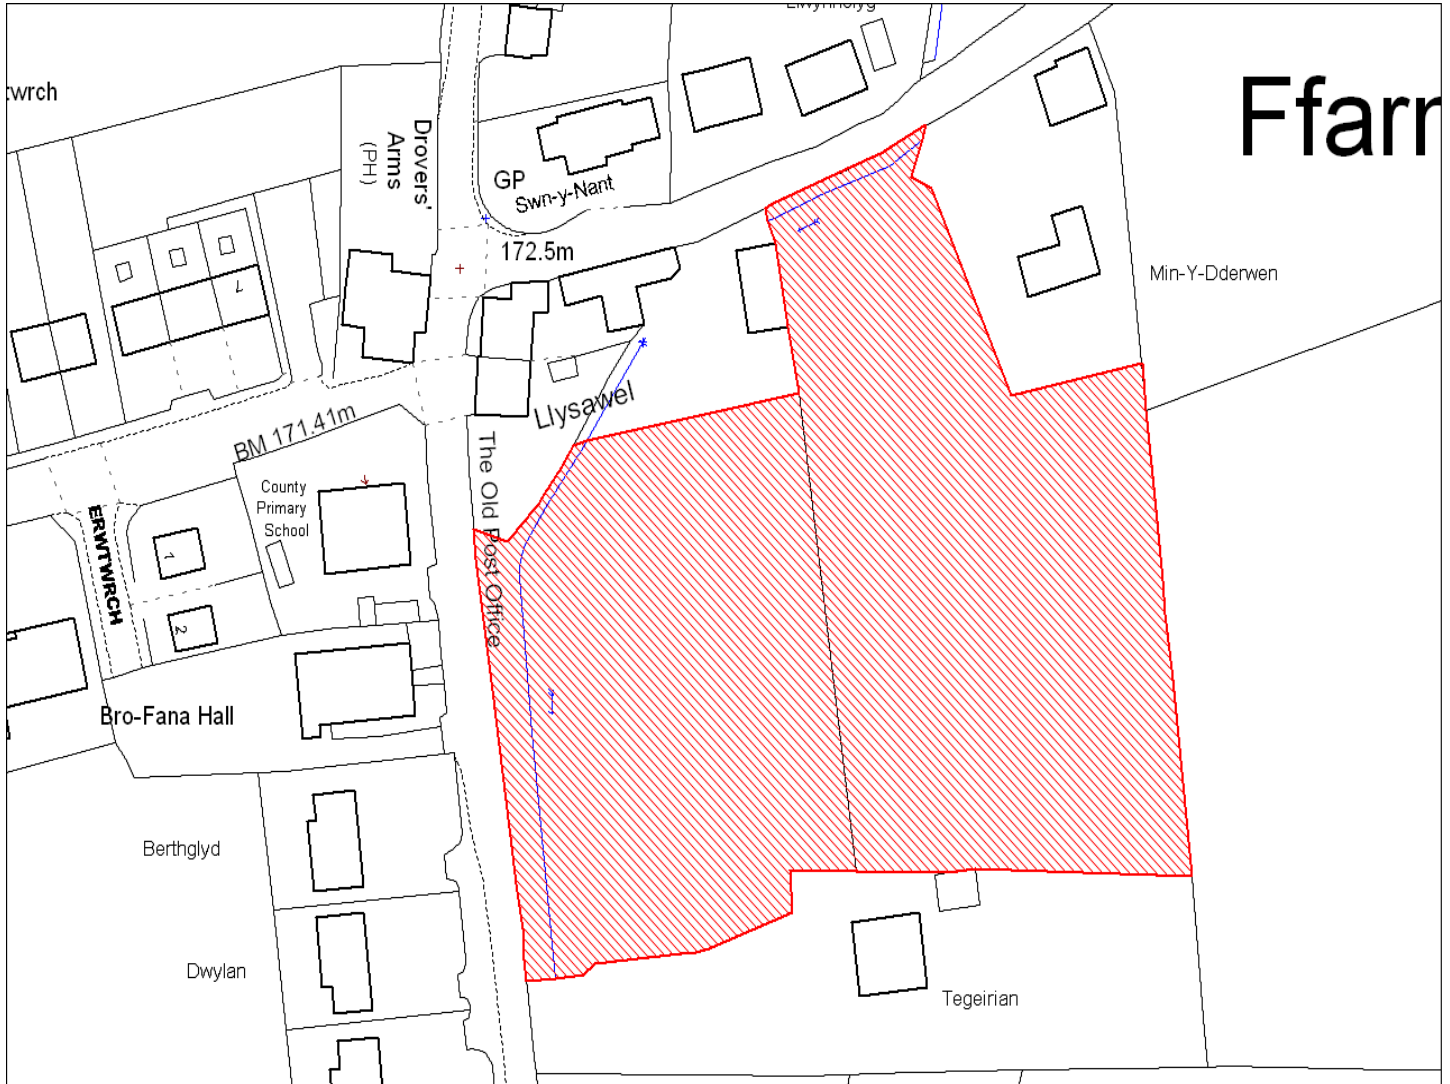 twrch
Ffarr
Drovers'
Arms
(PH)
GP
Swn-y-Nant
172.5m
Min-Y-Dderwen
7
Llysawel
BM 171.41m
The Old Post Office
County
Primary
School
ERWTWRCH
1
2
Bro-Fana Hall
Berthglyd
Dwylan
Tegeirian